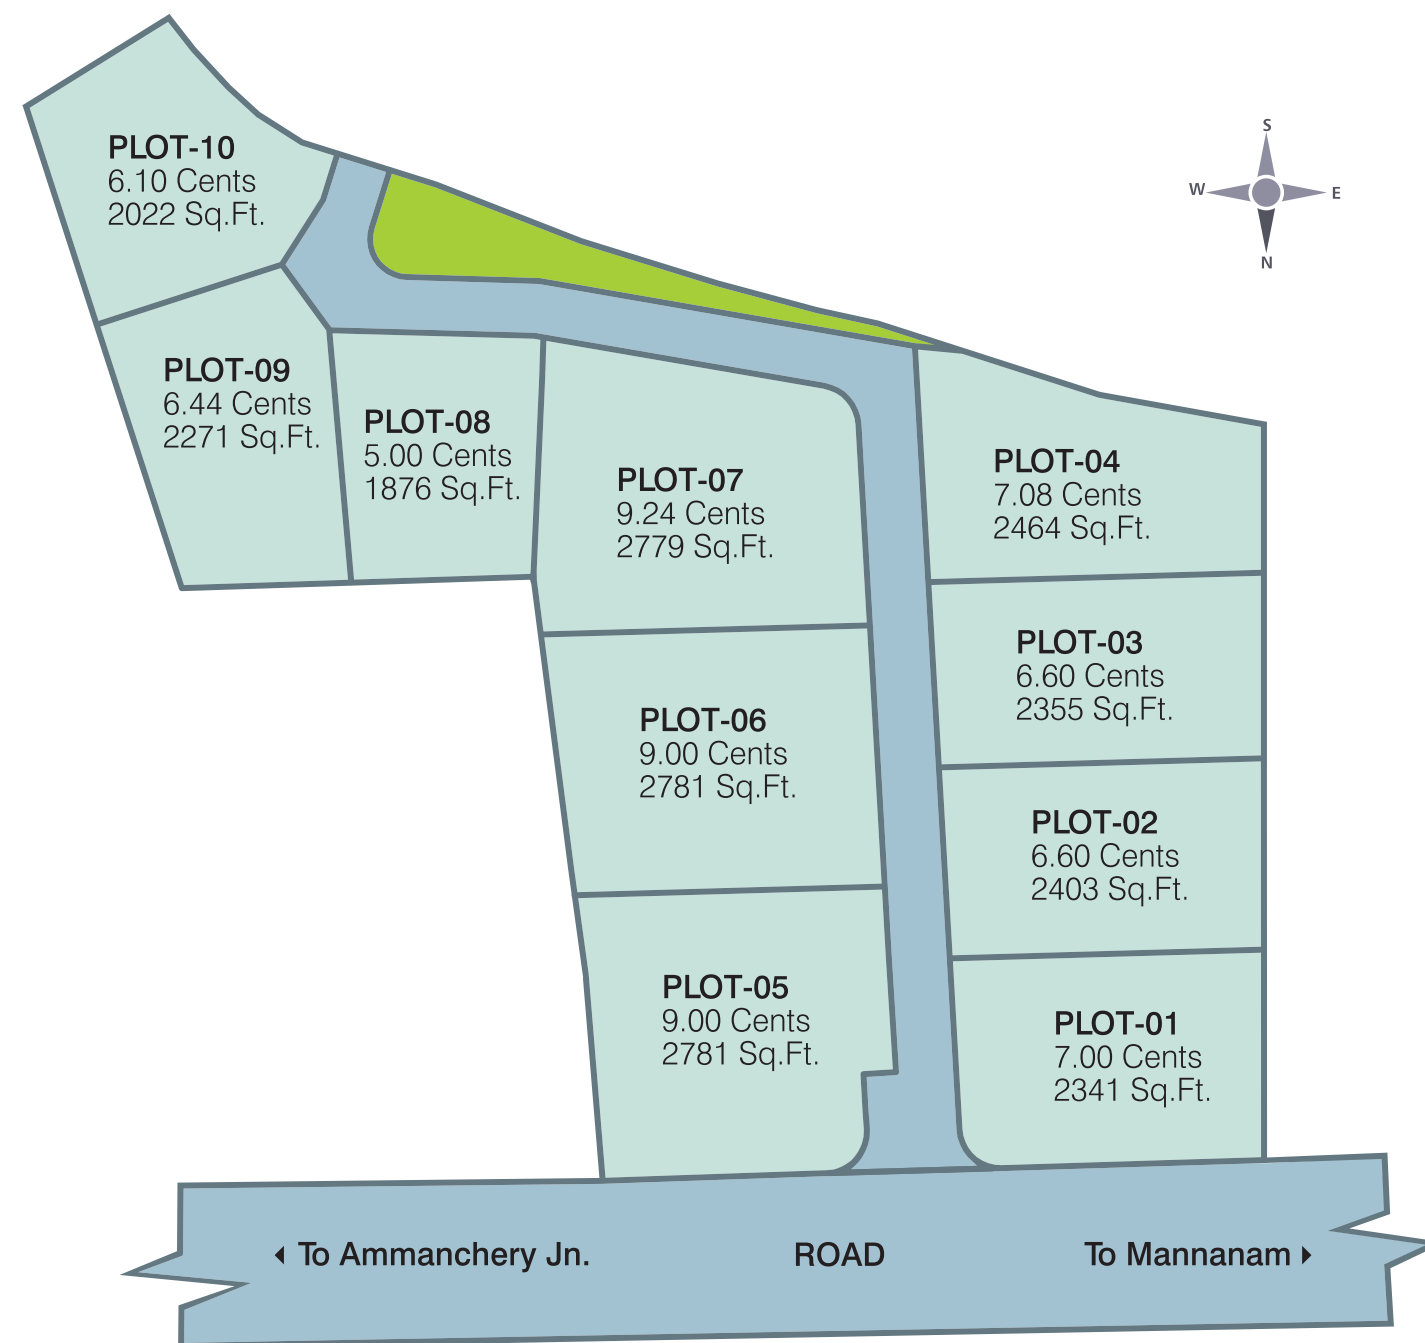 S
W
E
N
PLOT-10
6.10 Cents
2022 Sq.Ft.
PLOT-09
6.44 Cents
2271 Sq.Ft.
PLOT-08
5.00 Cents
1876 Sq.Ft.
PLOT-07
9.24 Cents
2779 Sq.Ft.
PLOT-04
7.08 Cents
2464 Sq.Ft.
PLOT-03
6.60 Cents
2355 Sq.Ft.
PLOT-06
9.00 Cents
2781 Sq.Ft.
PLOT-02
6.60 Cents
2403 Sq.Ft.
PLOT-05
9.00 Cents
2781 Sq.Ft.
PLOT-01
7.00 Cents
2341 Sq.Ft.
To Ammanchery Jn.
ROAD
To Mannanam